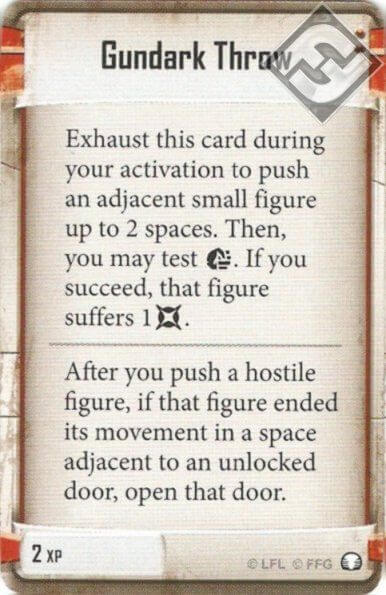 Gundark Throw
Exhaust this card during
your activation to push
an adjacent small figure
up to 2 spaces. Then,
you may test . If you
succeed, that figure
suffers 1 .
After you push a hostile
figure, if that figure ended
its movement in a space
adjacent to an unlocked
door, open that door.
2 XP
© LFL © FFG